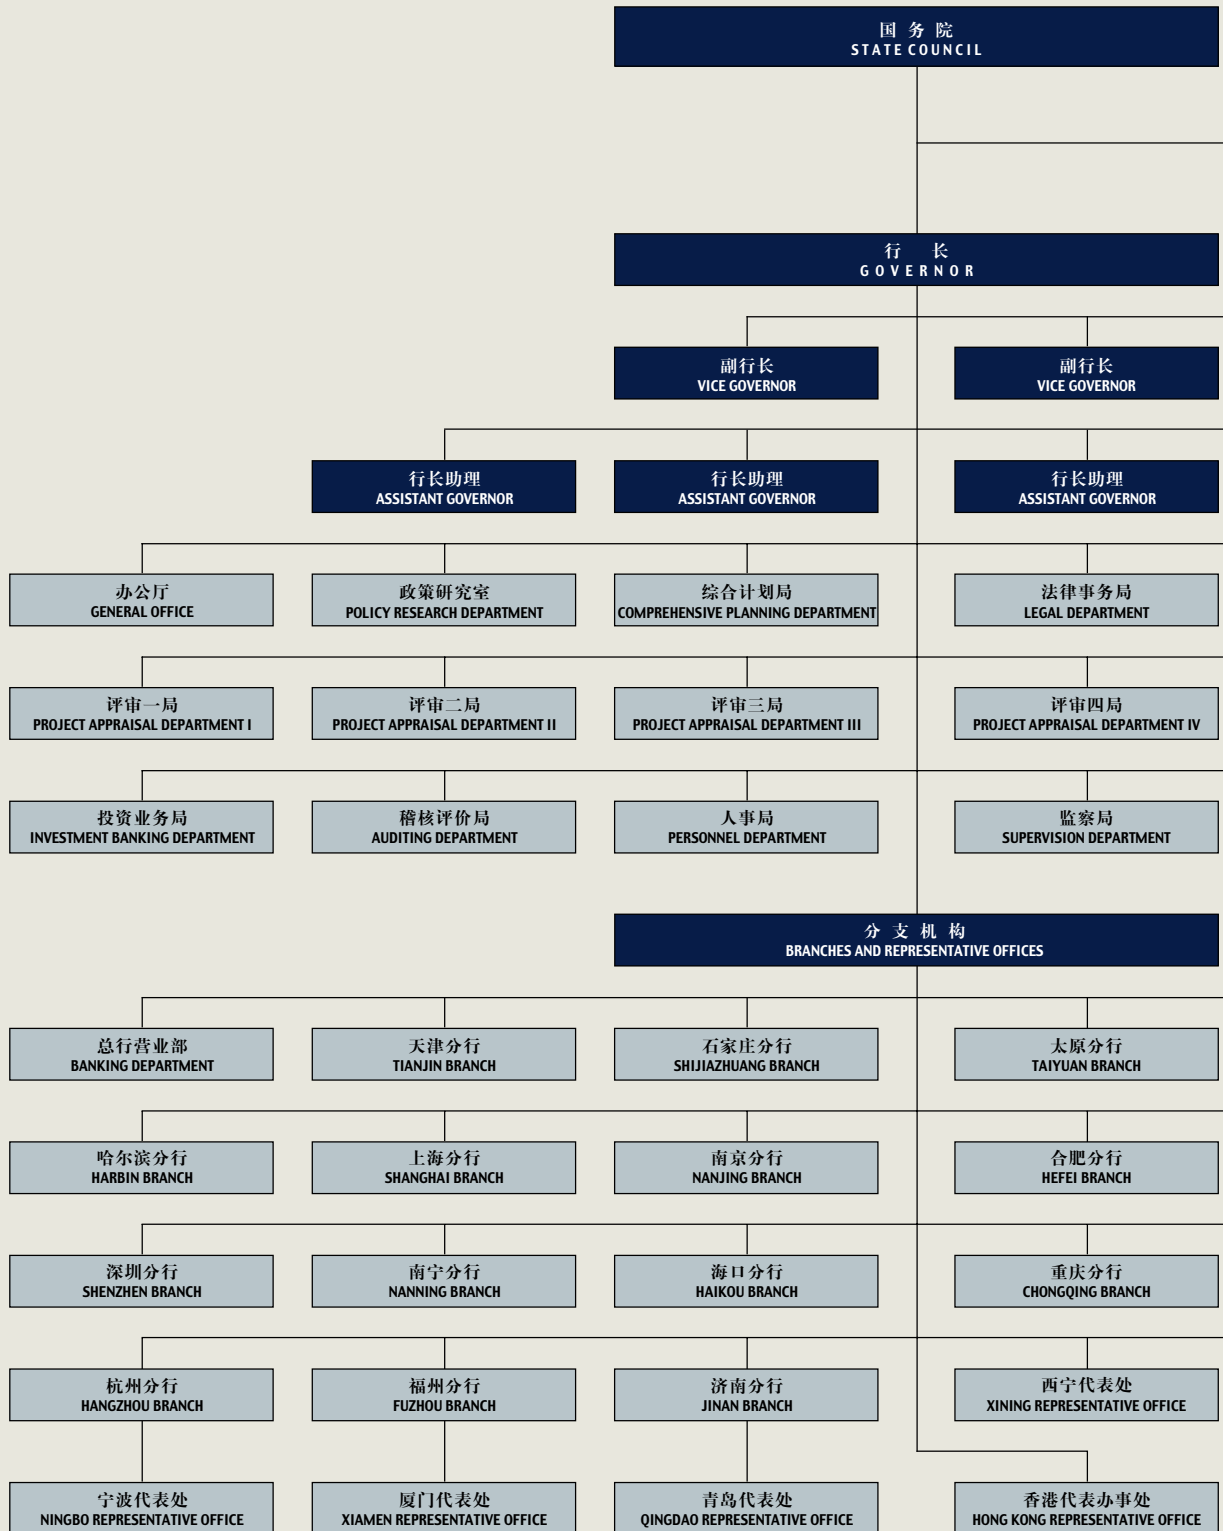 国务院
STATE COUNCIL
行长
GOVERNOR
副行长
VICE GOVERNOR
副行长
VICE GOVERNOR
行长助理
ASSISTANT GOVERNOR
行长助理
ASSISTANT GOVERNOR
行长助理
ASSISTANT GOVERNOR
办公厅
GENERAL OFFICE
政策研究室
POLICY RESEARCH DEPARTMENT
综合计划局
COMPREHENSIVE PLANNING DEPARTMENT
法律事务局
LEGAL DEPARTMENT
评审一局
PROJECT APPRAISAL DEPARTMENT I
评审二局
PROJECT APPRAISAL DEPARTMENT II
评审三局
PROJECT APPRAISAL DEPARTMENT III
评审四局
PROJECT APPRAISAL DEPARTMENT IV
投资业务局
INVESTMENT BANKING DEPARTMENT
稽核评价局
AUDITING DEPARTMENT
人事局
PERSONNEL DEPARTMENT
监察局
SUPERVISION DEPARTMENT
分支机构
BRANCHES AND REPRESENTATIVE OFFICES
总行营业部
BANKING DEPARTMENT
天津分行
TIANJIN BRANCH
石家庄分行
SHIJIAZHUANG BRANCH
太原分行
TAIYUAN BRANCH
哈尔滨分行
HARBIN BRANCH
上海分行
SHANGHAI BRANCH
南京分行
NANJING BRANCH
合肥分行
HEFEI BRANCH
深圳分行
SHENZHEN BRANCH
南宁分行
NANNING BRANCH
海口分行
HAIKOU BRANCH
重庆分行
CHONGQING BRANCH
杭州分行
HANGZHOU BRANCH
福州分行
FUZHOU BRANCH
济南分行
JINAN BRANCH
西宁代表处
XINING REPRESENTATIVE OFFICE
宁波代表处
NINGBO REPRESENTATIVE OFFICE
厦门代表处
XIAMEN REPRESENTATIVE OFFICE
青岛代表处
QINGDAO REPRESENTATIVE OFFICE
香港代表办事处
HONG KONG REPRESENTATIVE OFFICE